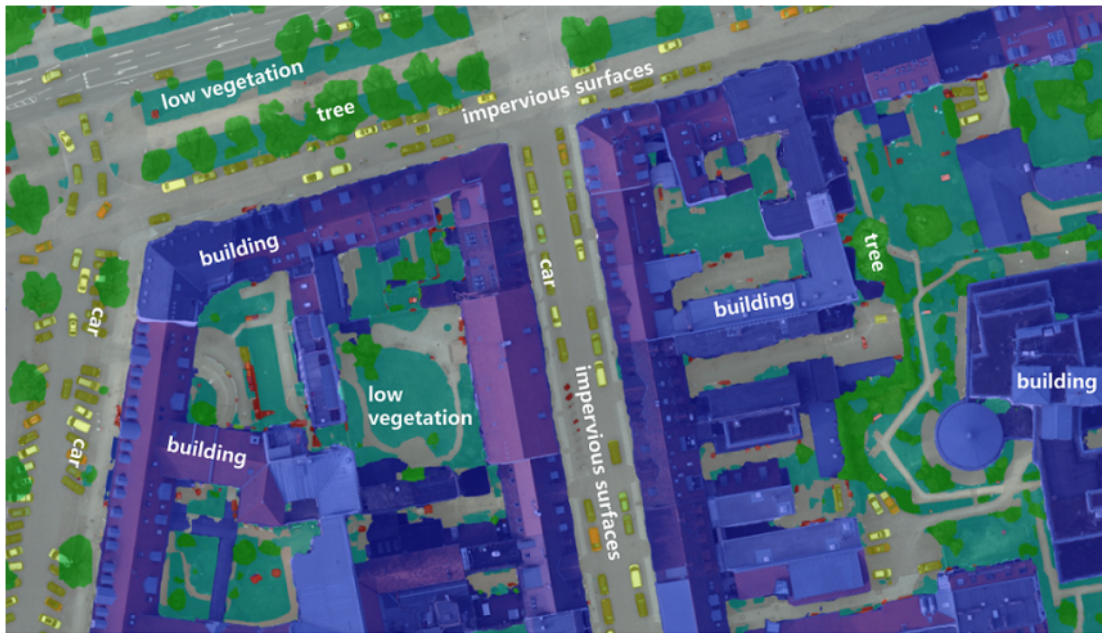 low vegetation
tree
impervious surfaces
building
tree
car
building
car
building
low
vegetation
impervious surfaces
building
car